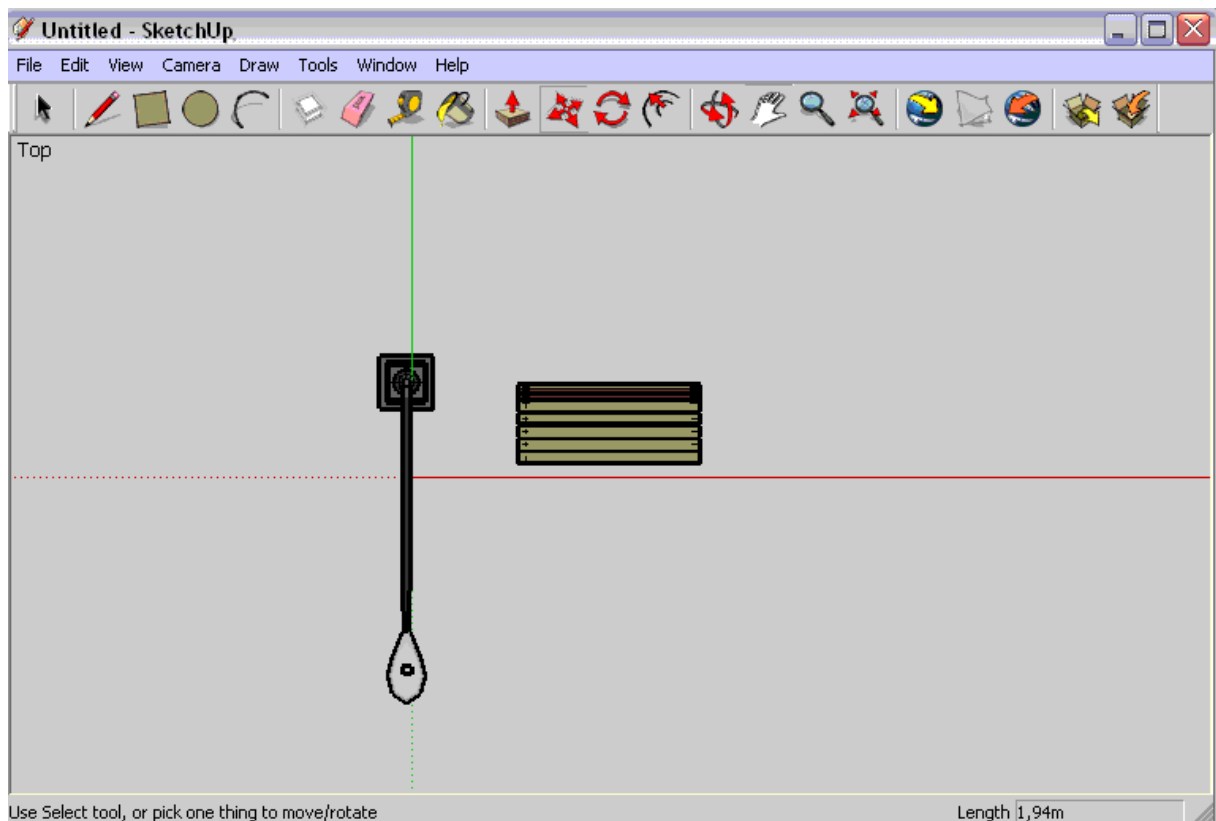 Untitled - SketchUp
File Edit View Camera Draw Tools Window Help
Top
Use Select tool, or pick one thing to move/rotate Length 1,94m